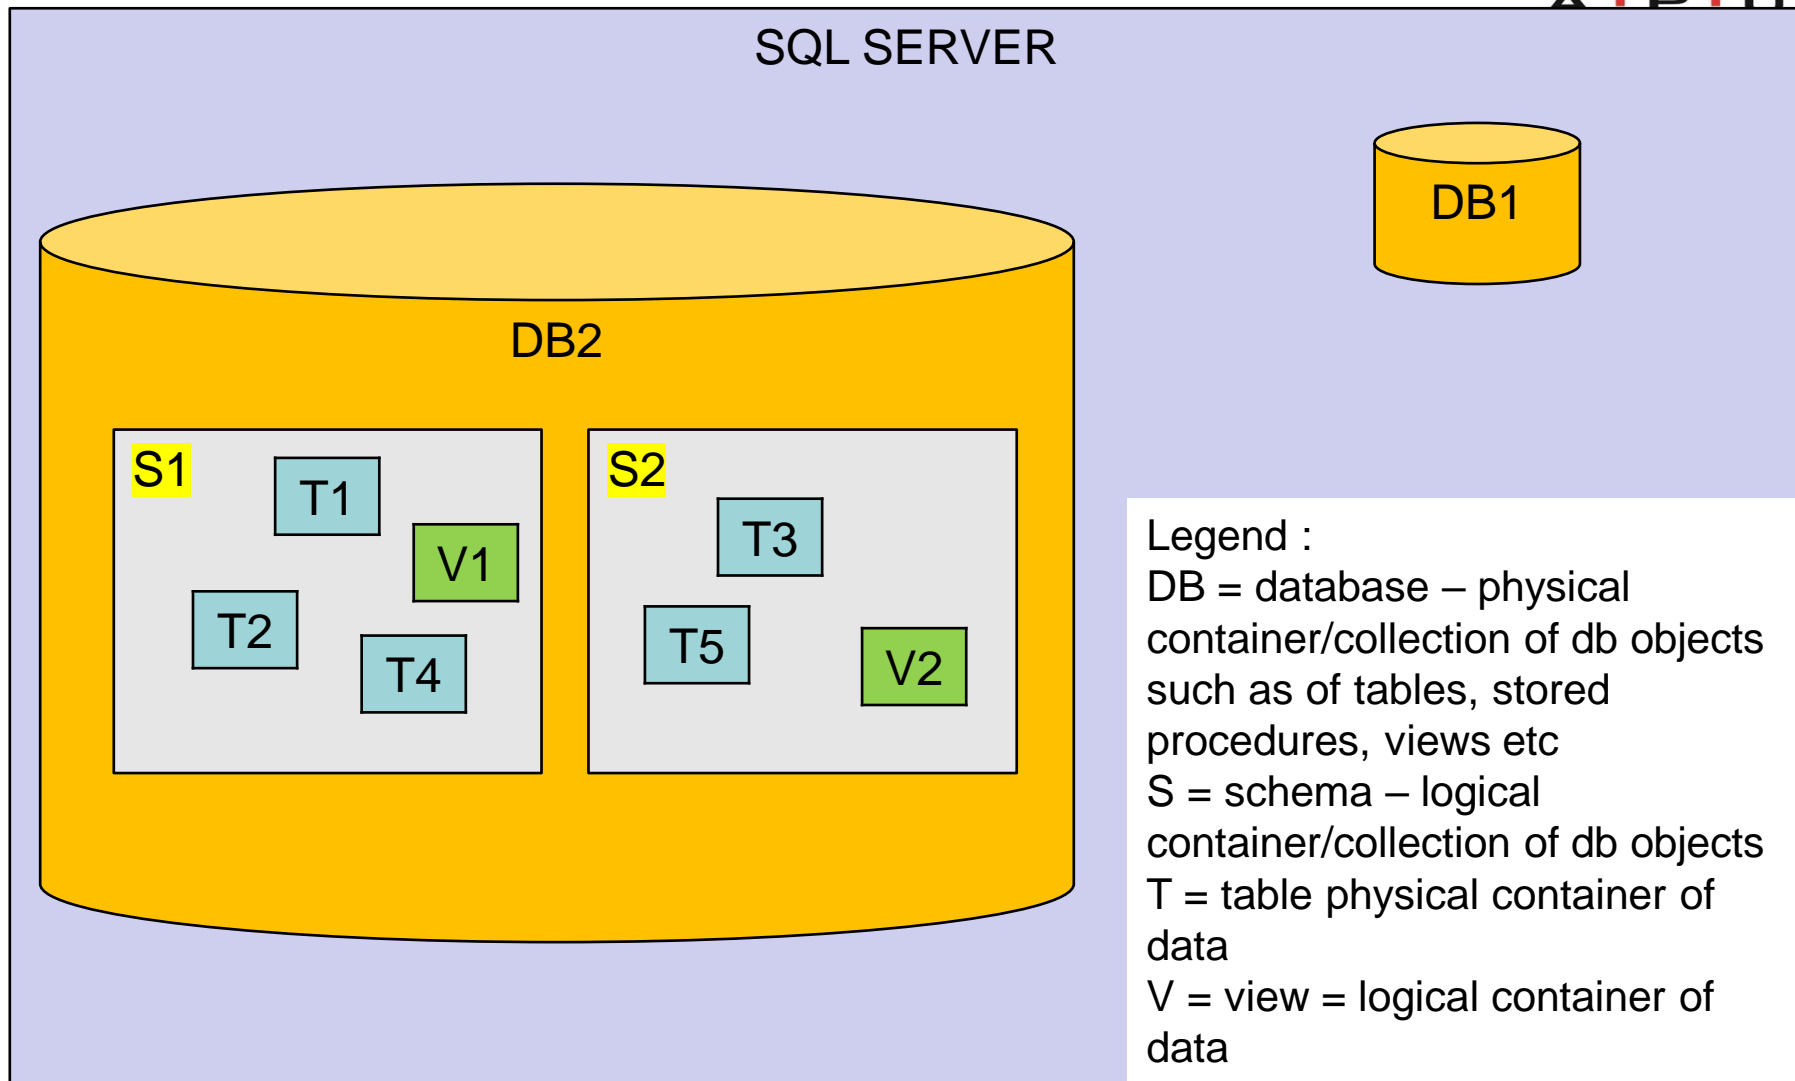 SQL SERVER
DB1
DB2
S1
T1
V1
T2
T4
S2
T3
T5
V2
Legend :
DB = database – physical
container/collection of db objects
such as of tables, stored
procedures, views etc
S = schema – logical
container/collection of db objects
T = table physical container of
data
V = view = logical container of
data